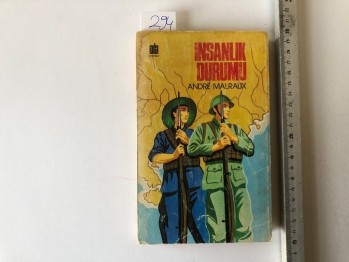 294
İNSANLIK
DURUMU
ANDRÉ MALRAUX